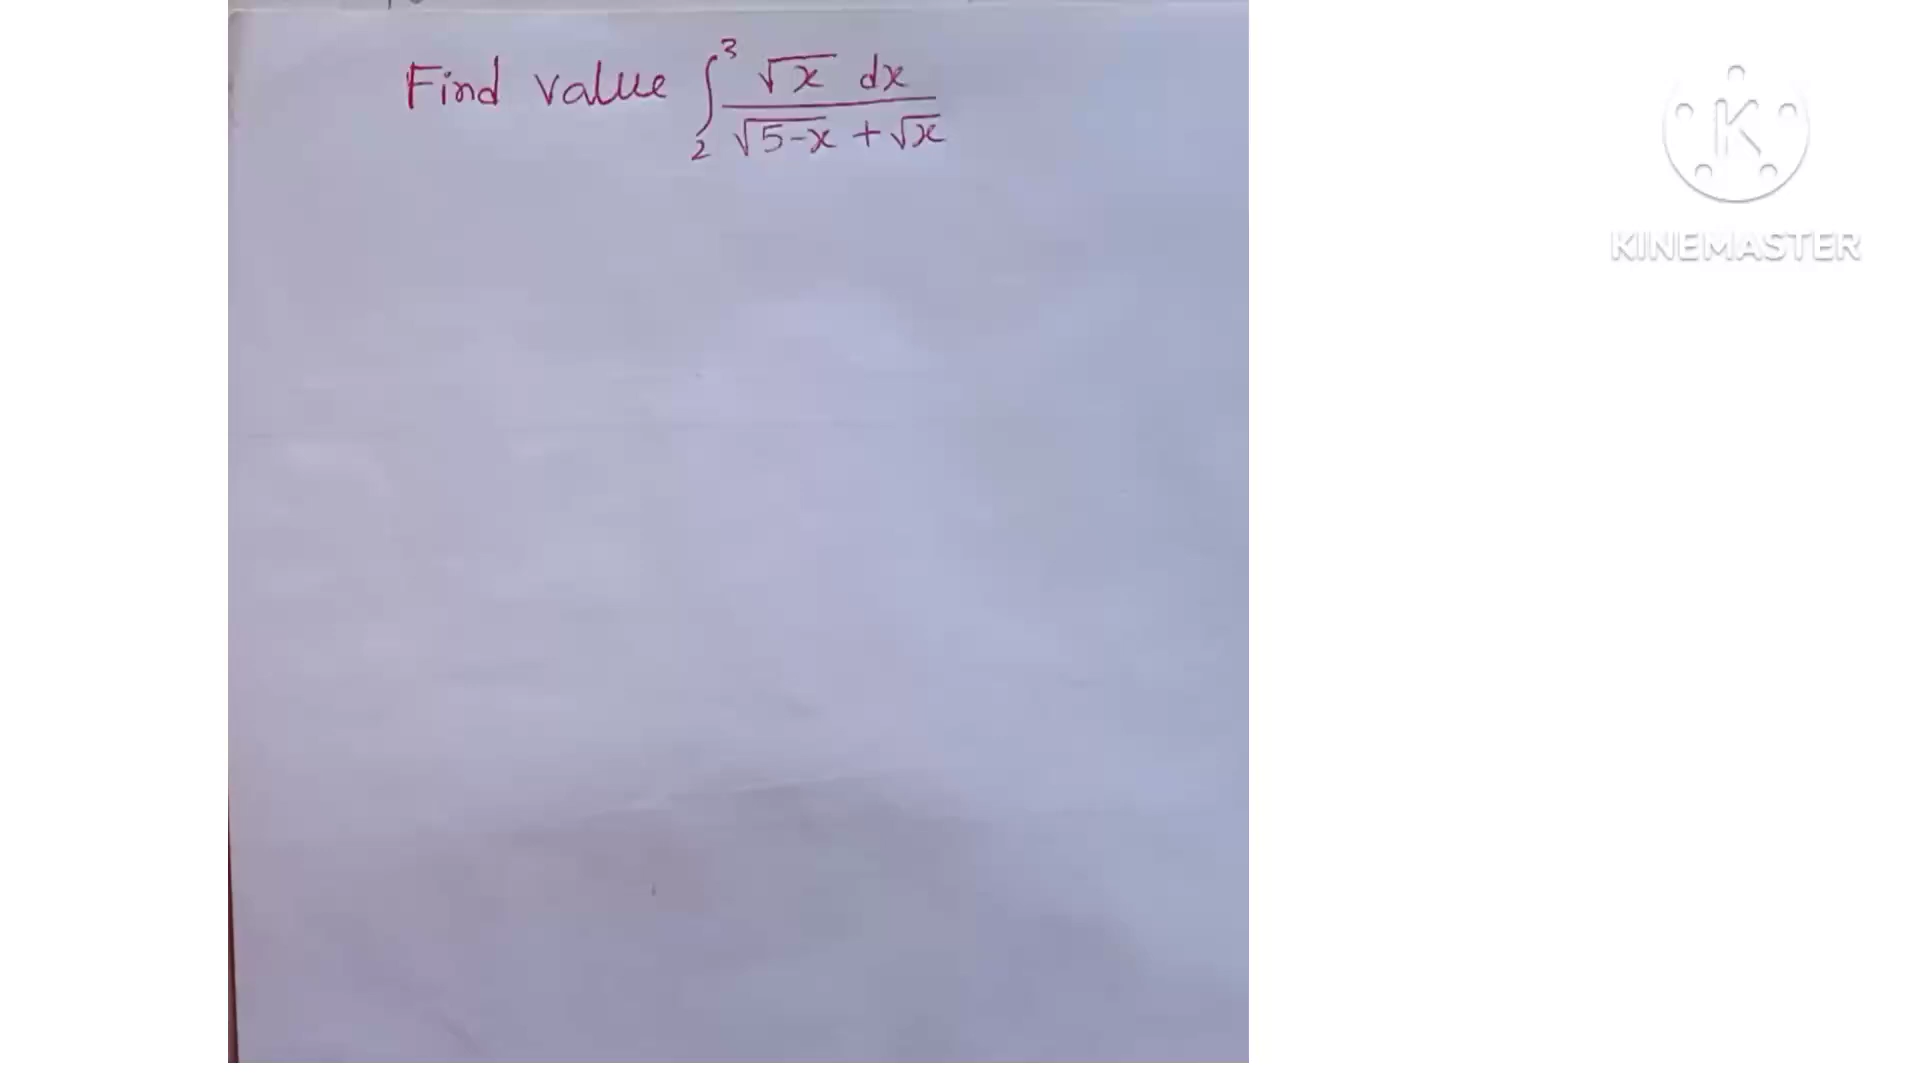 Find value ∫₂³ √x dx / (√5-x + √x)
KINEMASTER